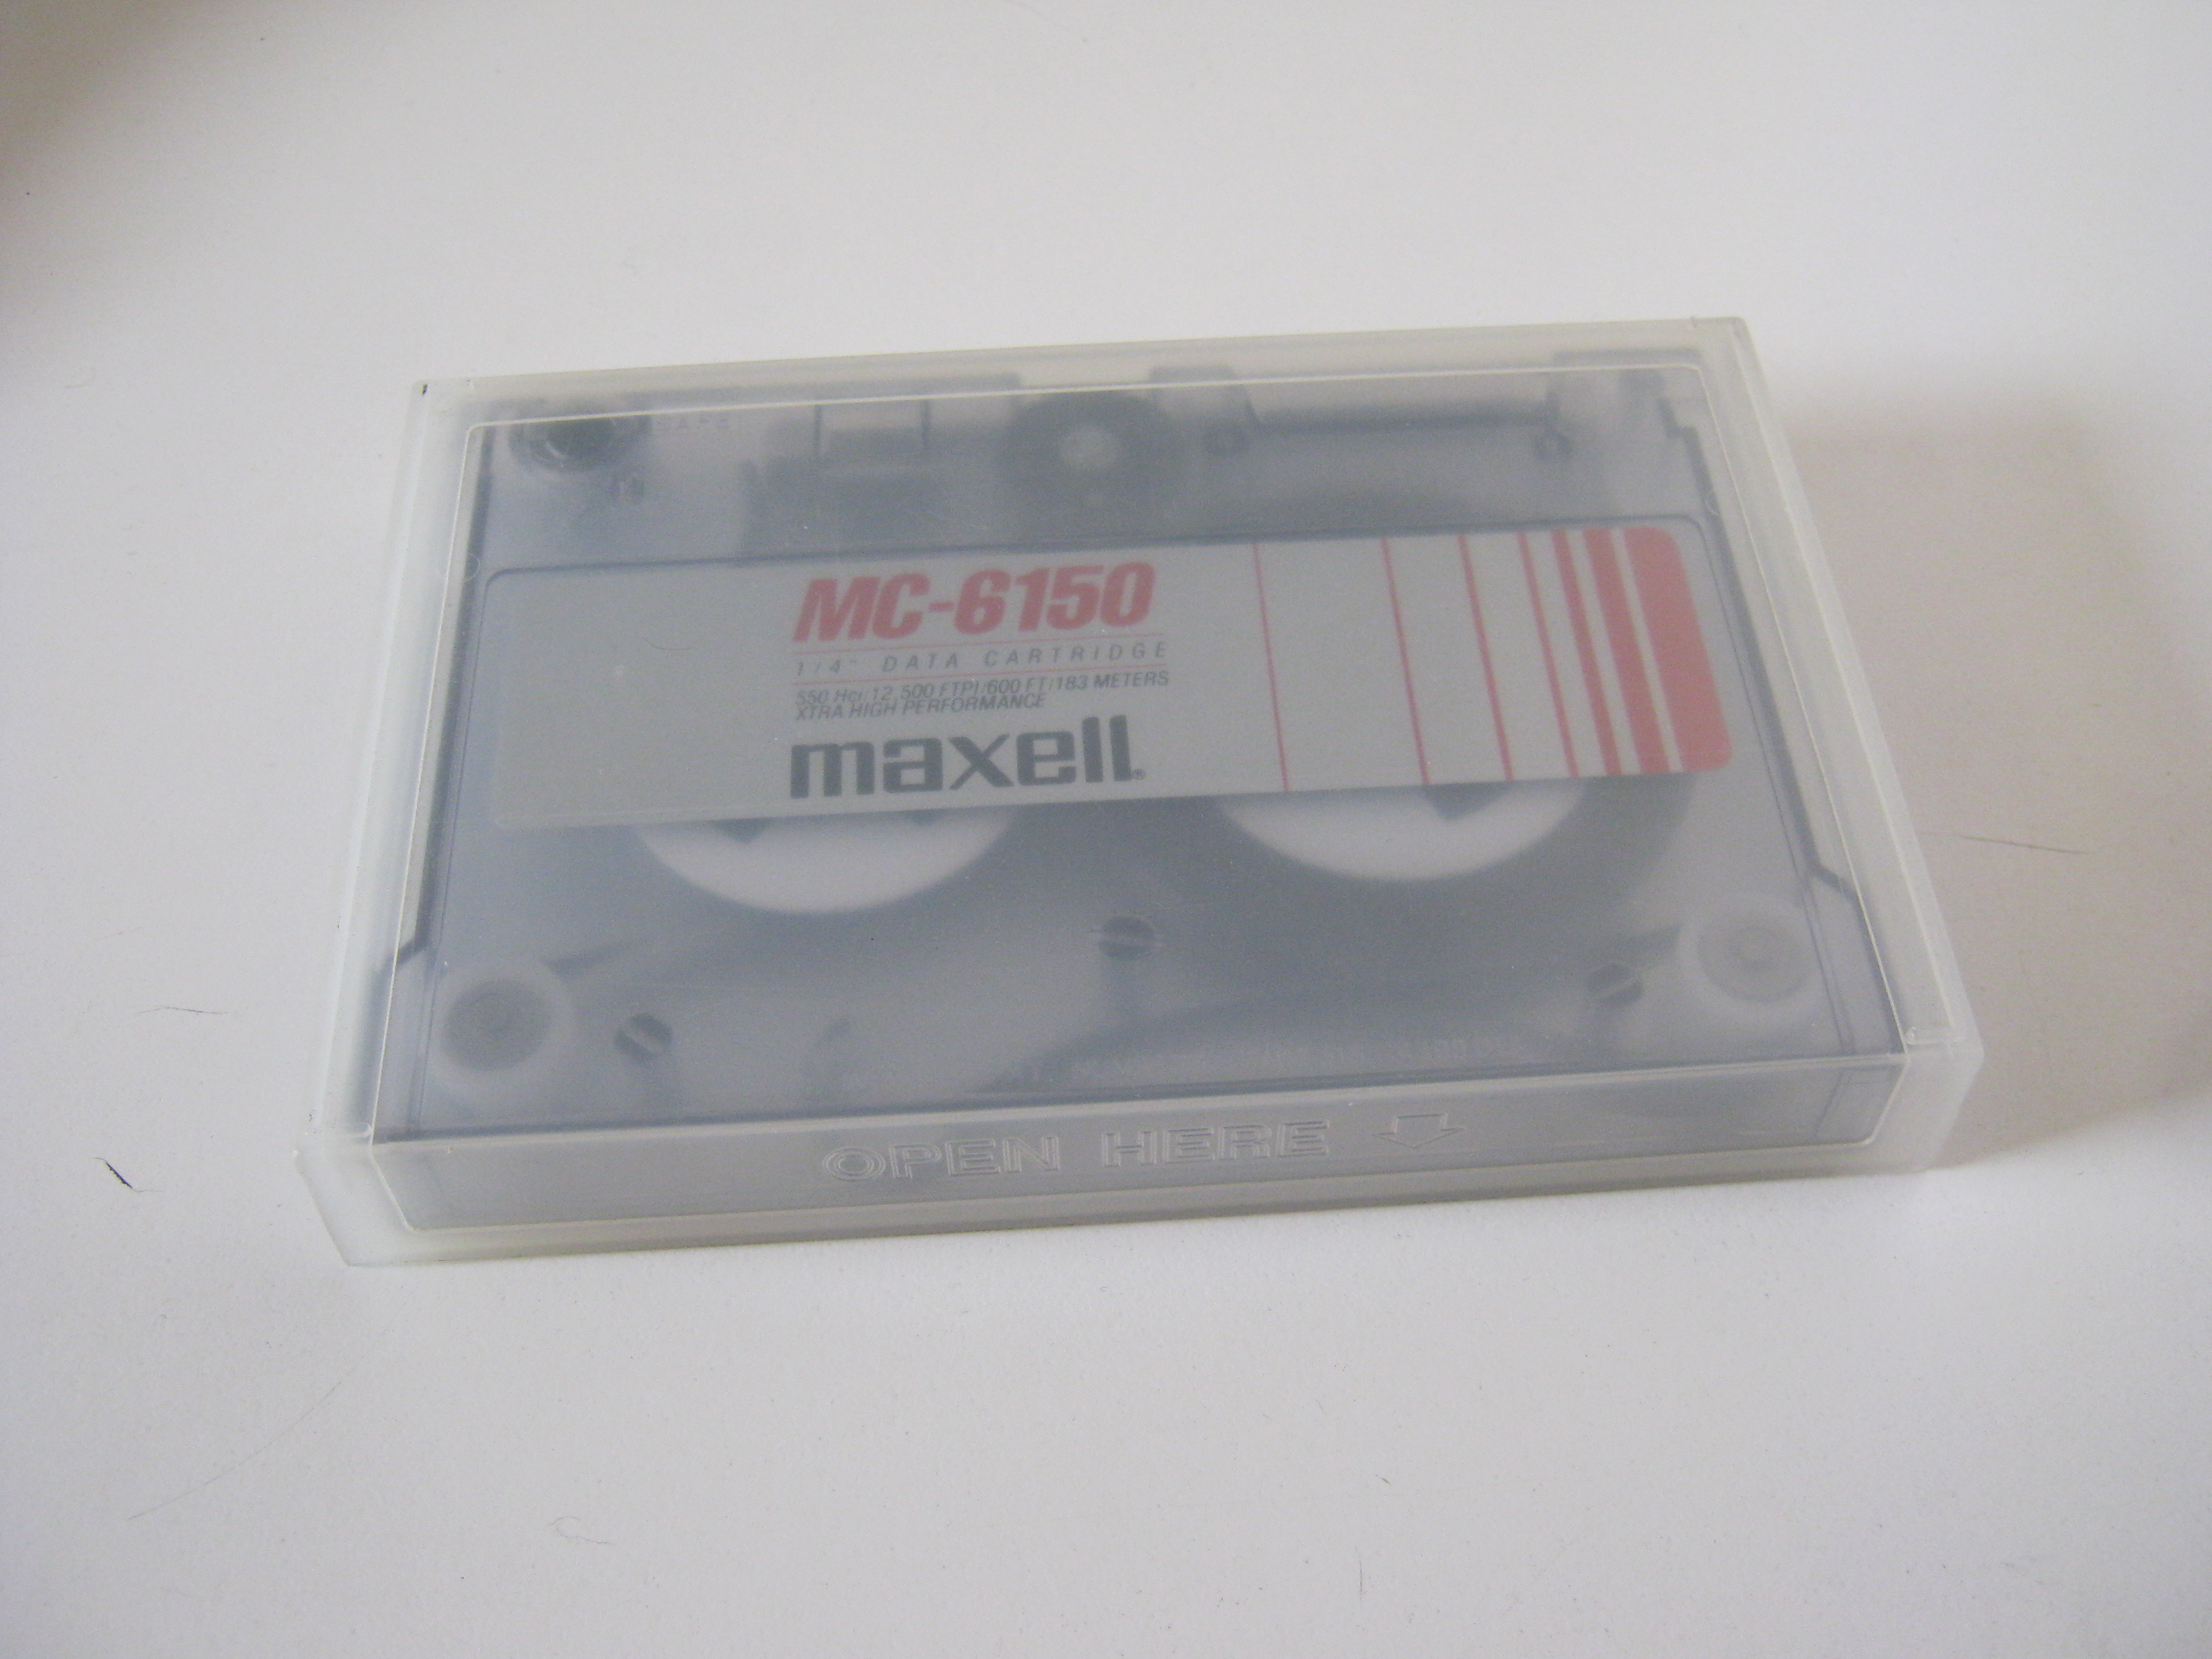 MC-6150
1/4" DATA CARTRIDGE
550 Hci/12,500 FTPI/600 FT/183 METERS
XTRA HIGH PERFORMANCE
maxell®
OPEN HERE